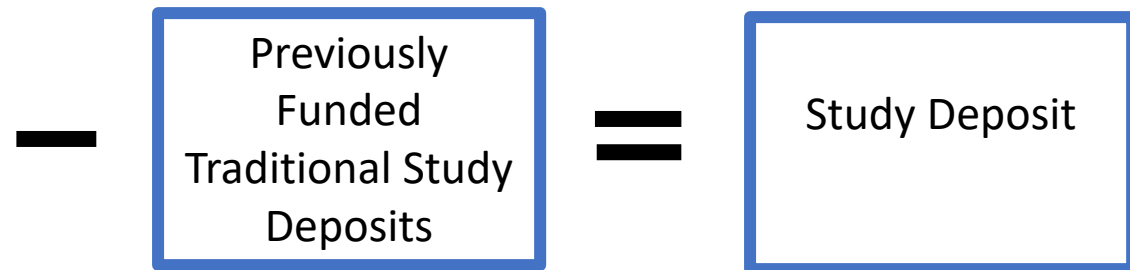 Previously
Funded
Traditional Study
Deposits
Study Deposit